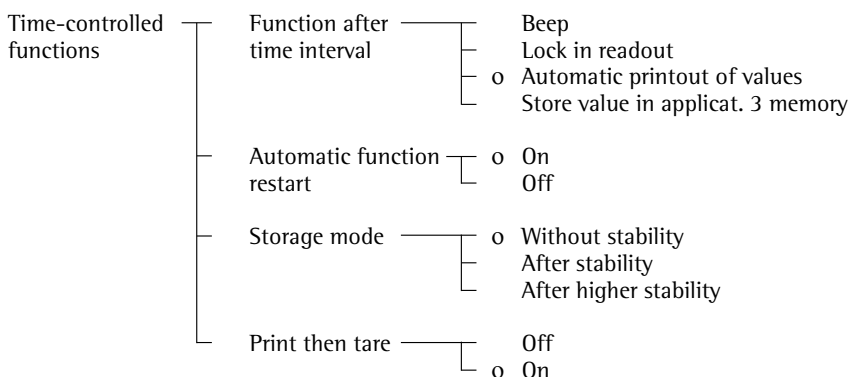 Time-controlled functions
Function after time interval
Beep
Lock in readout
o Automatic printout of values
Store value in applicat. 3 memory
Automatic function restart
o On
Off
Storage mode
o Without stability
After stability
After higher stability
Print then tare
Off
o On